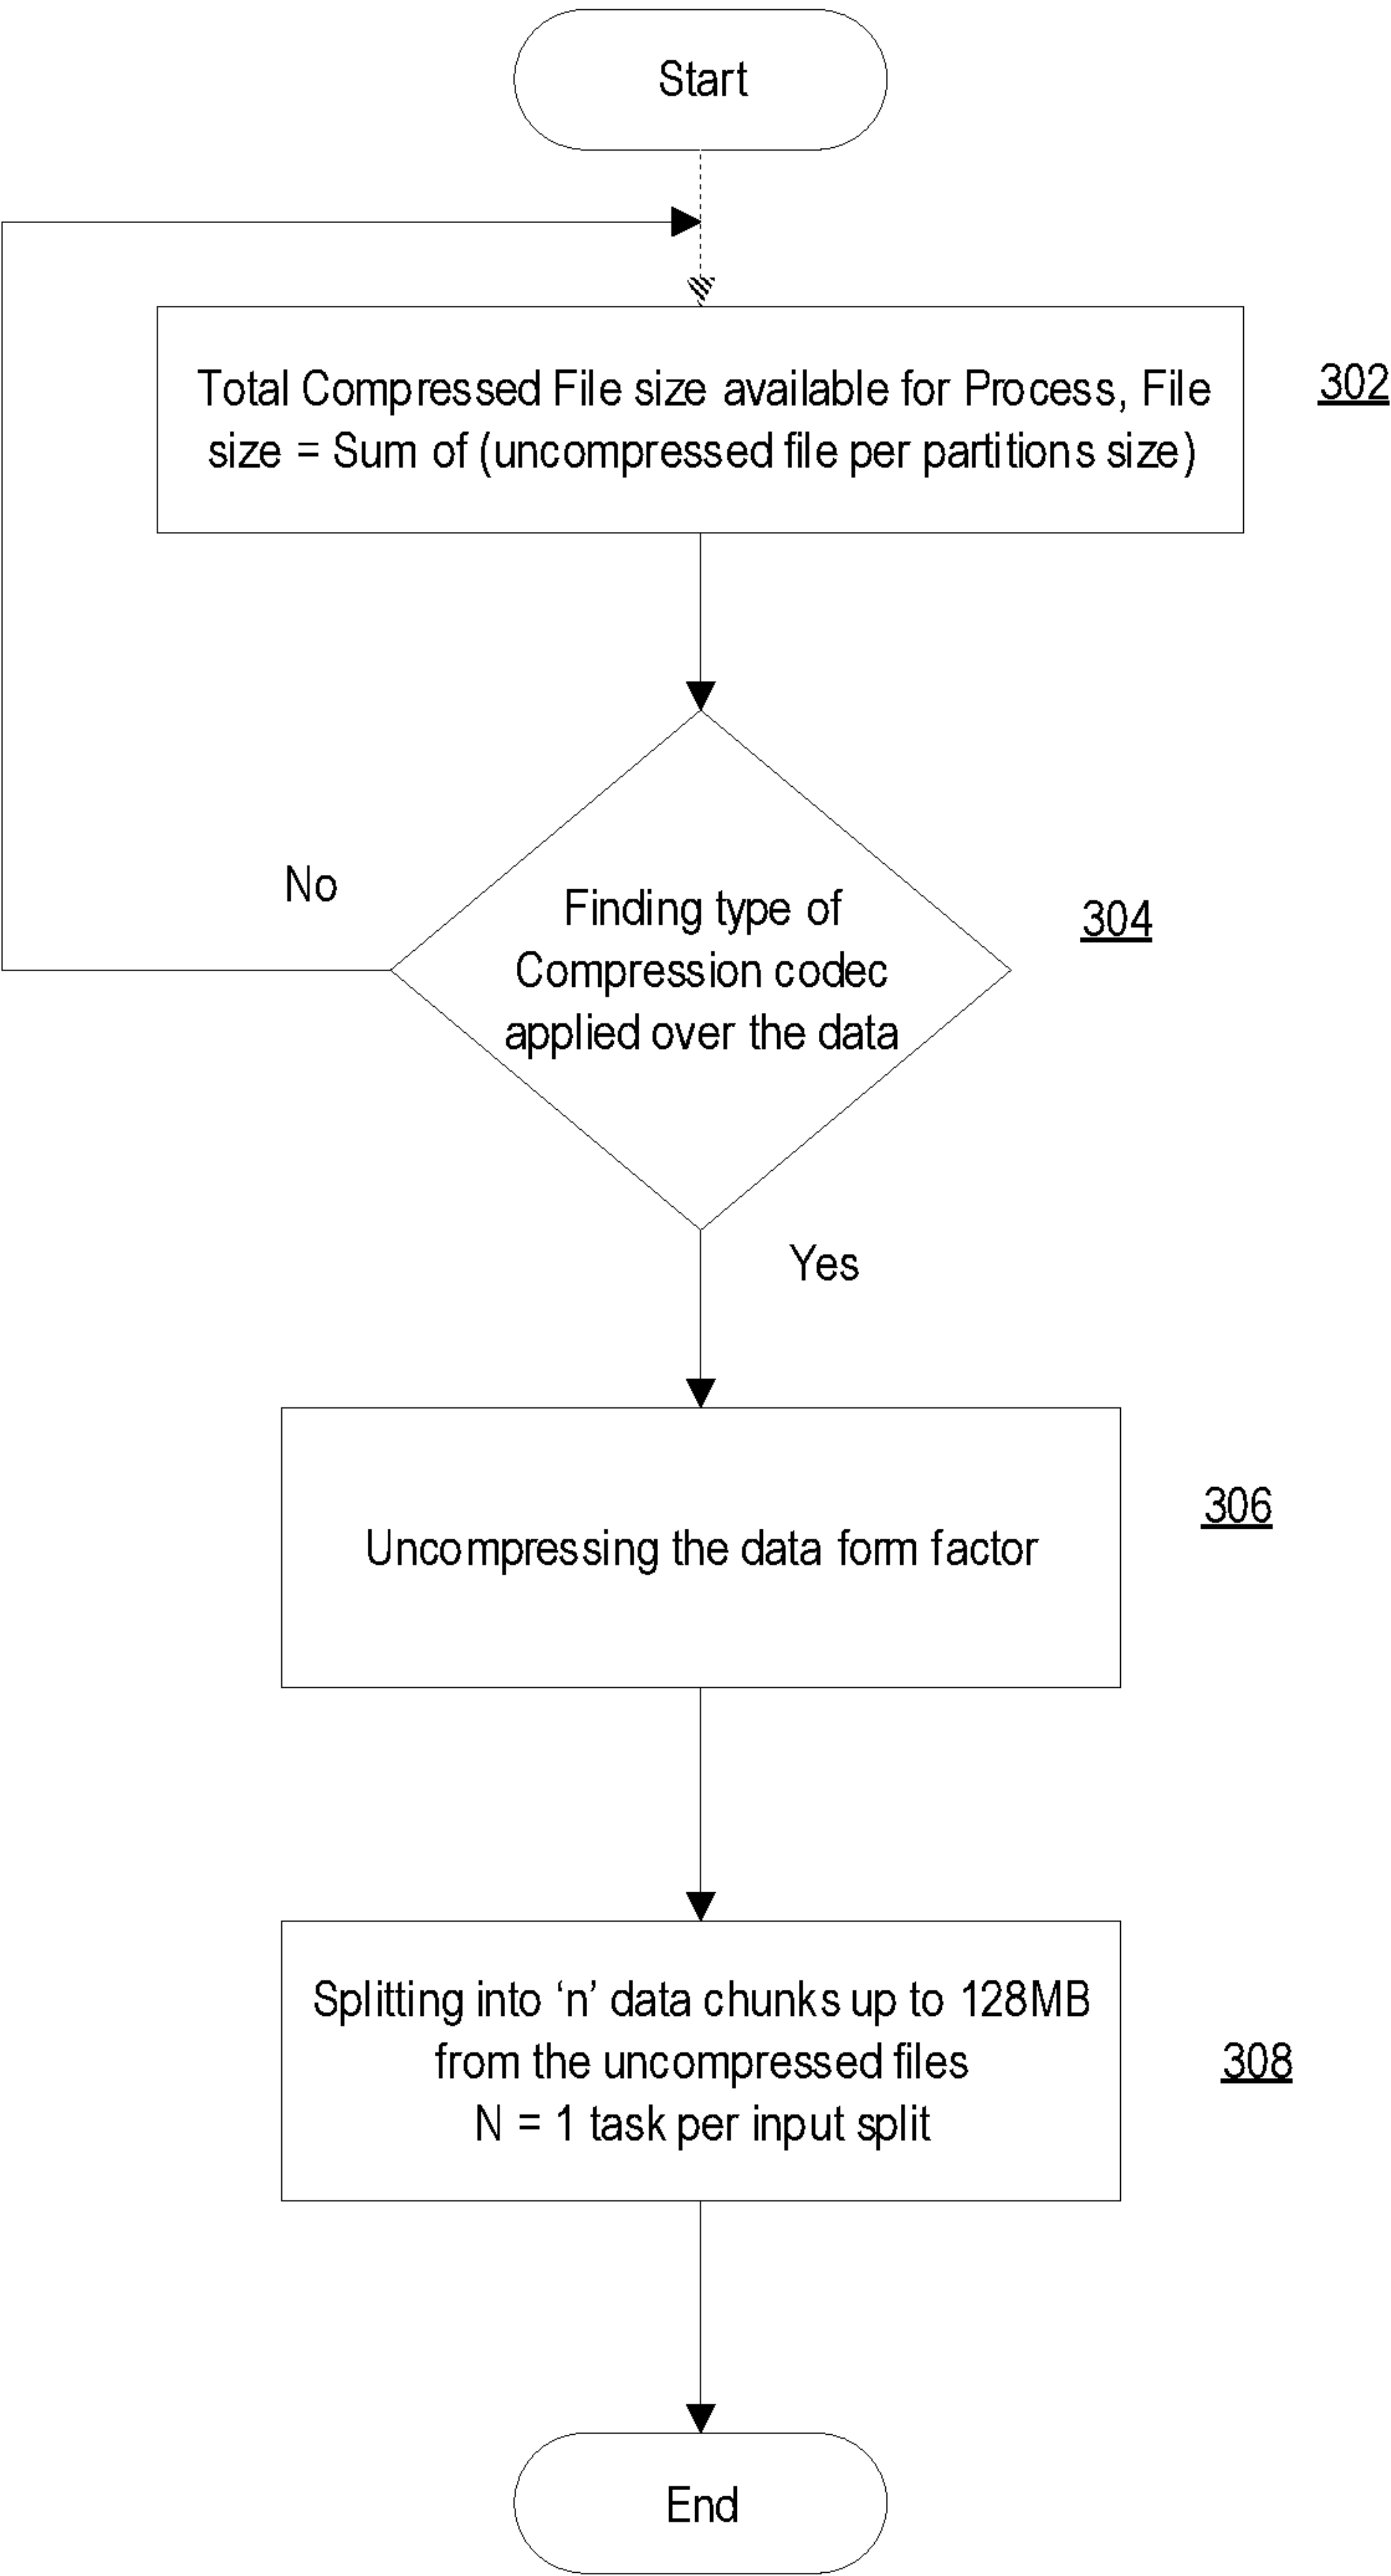 Start
Total Compressed File size available for Process, File
size = Sum of (uncompressed file per partitions size)
302
No
Finding type of
Compression codec
applied over the data
304
Yes
Uncompressing the data form factor
306
Splitting into ‘n’ data chunks up to 128MB
from the uncompressed files
N = 1 task per input split
308
End